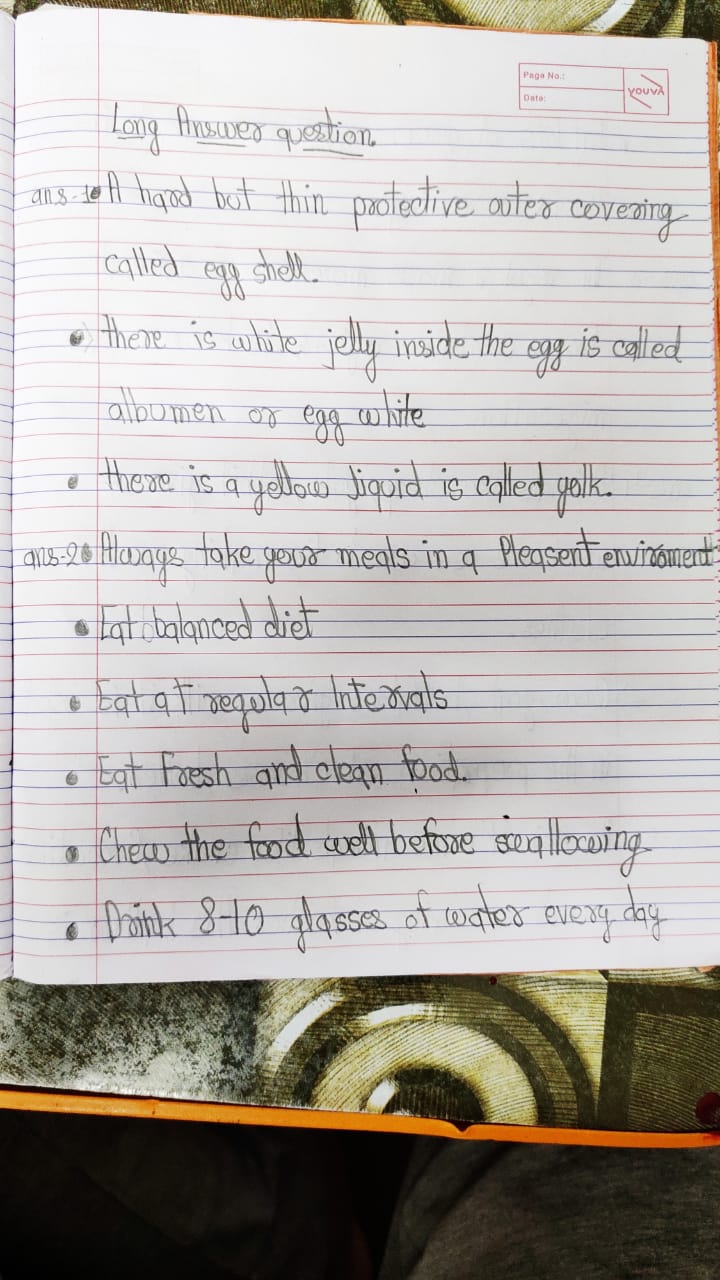 Page No.:
Date:
YOUVA
Long Answer question.
ans-1• A hard but thin protective outer covering
called egg shell.
• there is white jelly inside the egg is called
albumen or egg white
• there is a yellow liquid is called yolk.
ans-2• Always take your meals in a Pleasent enviroment
• Eat balanced diet
• Eat at regular Intervals
• Eat Fresh and clean food.
• Chew the food well before swallowing
• Drink 8-10 glasses of water every day